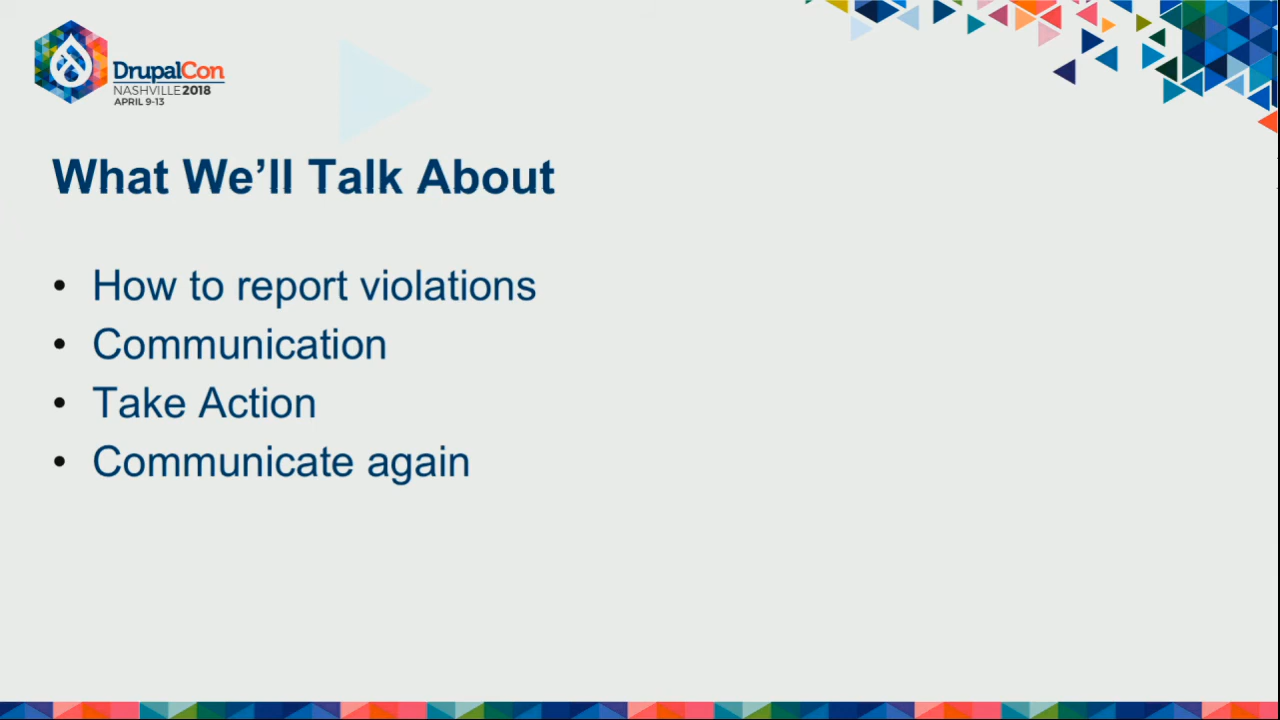 DrupalCon
NASHVILLE 2018
APRIL 9-13
What We’ll Talk About
• How to report violations
• Communication
• Take Action
• Communicate again